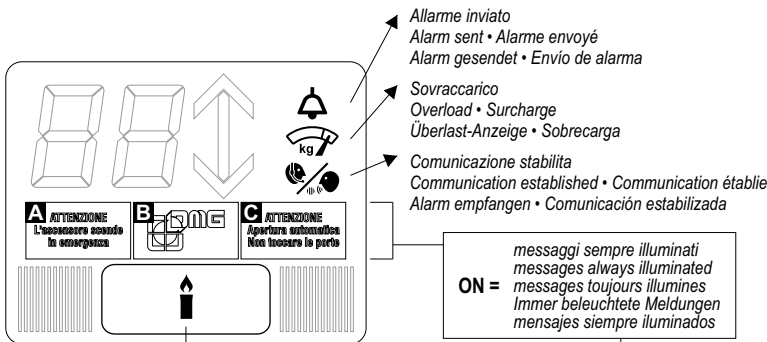 Allarme inviato
Alarm sent • Alarme envoyé
Alarm gesendet • Envío de alarma
Sovraccarico
Overload • Surcharge
Überlast-Anzeige • Sobrecarga
kg
Comunicazione stabilita
Communication established • Communication établie
Alarm empfangen • Comunicación estabilizada
A ATTENZIONE
L'ascensore scende
in emergenza
B DMG
C ATTENZIONE
Apertura automatica
Non toccare le porte
ON =
messaggi sempre illuminati
messages always illuminated
messages toujours illumines
Immer beleuchtete Meldungen
mensajes siempre iluminados